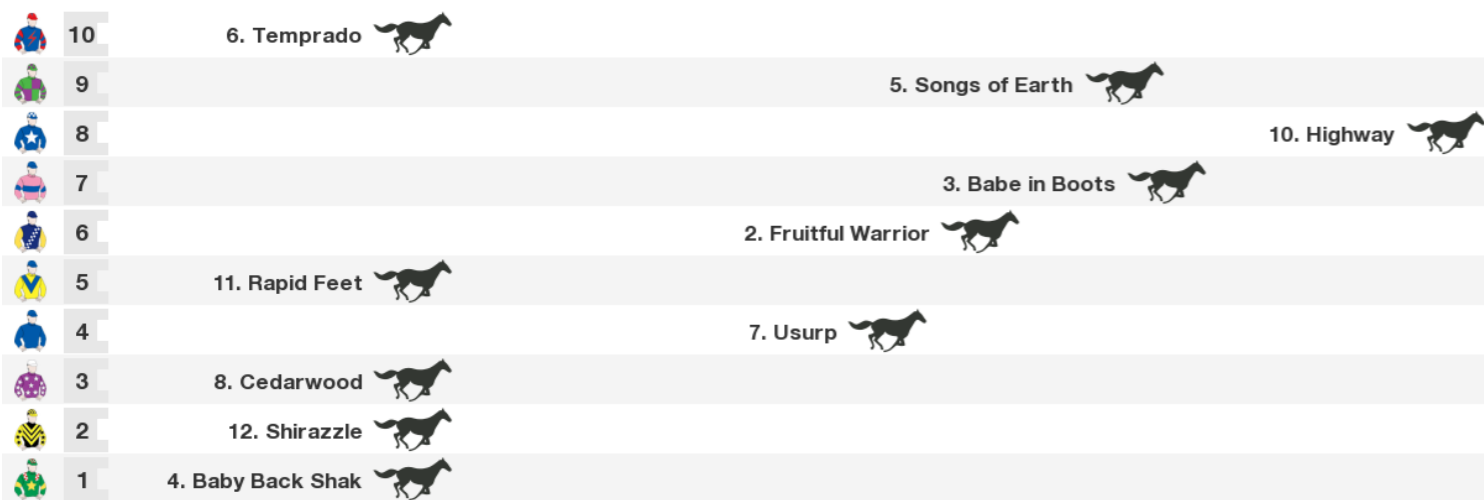 10 6. Temprado
9 5. Songs of Earth
8 10. Highway
7 3. Babe in Boots
6 2. Fruitful Warrior
5 11. Rapid Feet
4 7. Usurp
3 8. Cedarwood
2 12. Shirazzle
1 4. Baby Back Shak